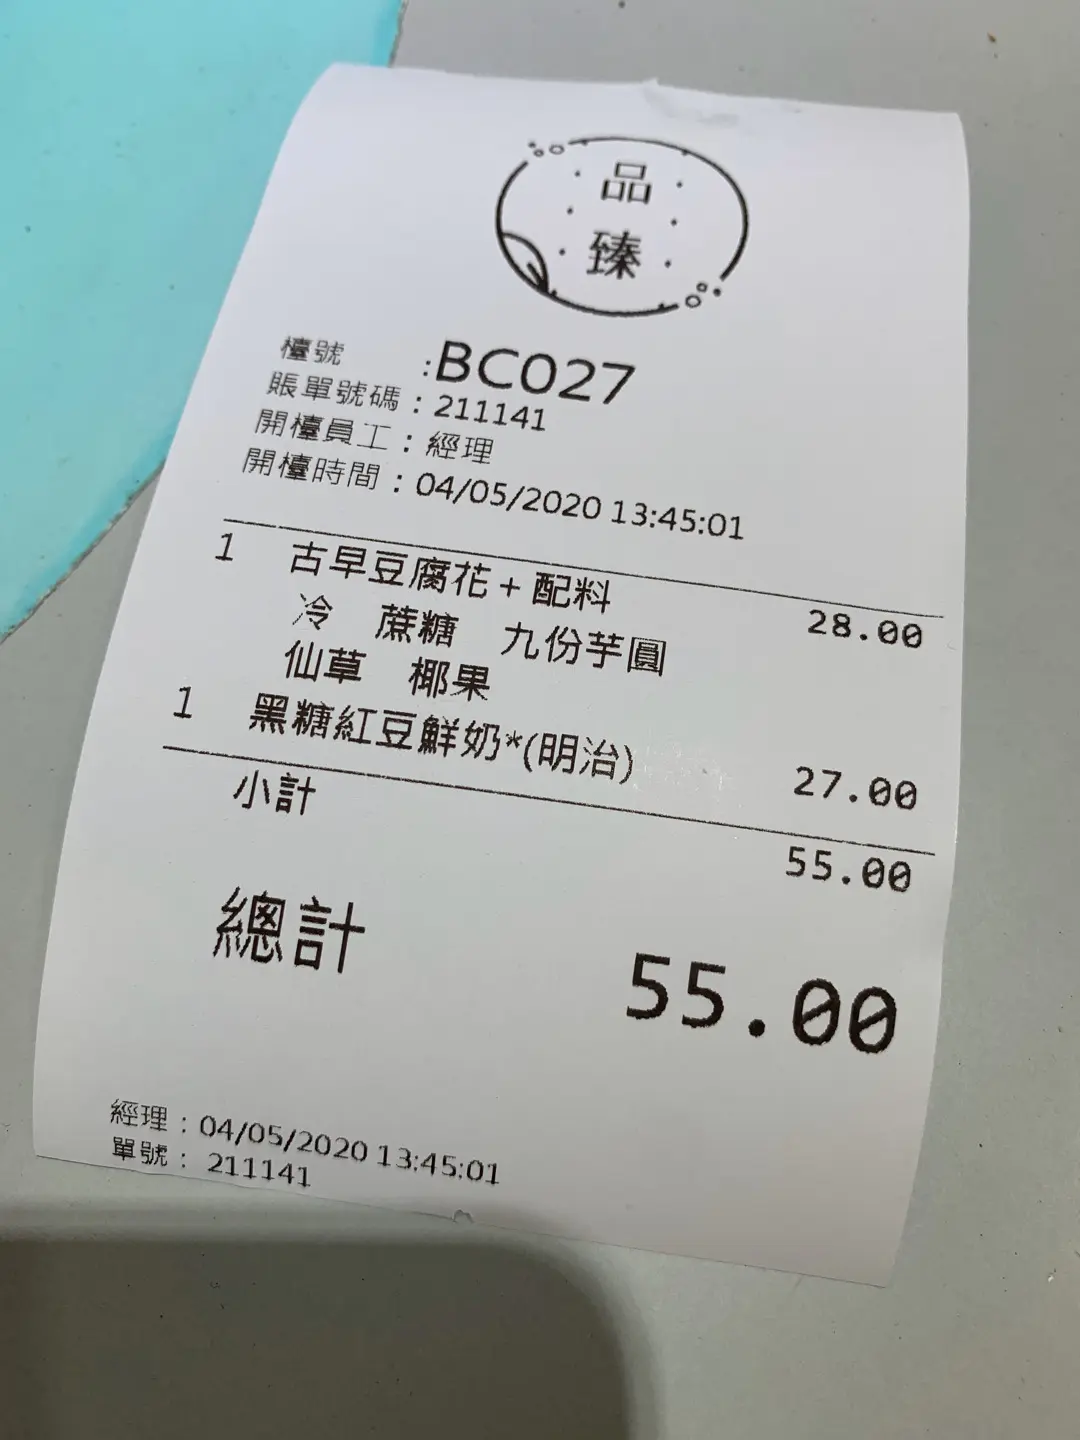 品
臻
檯號 :BC027
賬單號碼 : 211141
開檯員工 : 經理
開檯時間 : 04/05/2020 13:45:01
1 古早豆腐花+配料 28.00
冷 蔗糖 九份芋圓
仙草 椰果
1 黑糖紅豆鮮奶*(明治) 27.00
小計 55.00
總計 55.00
經理 : 04/05/2020 13:45:01
單號 : 211141